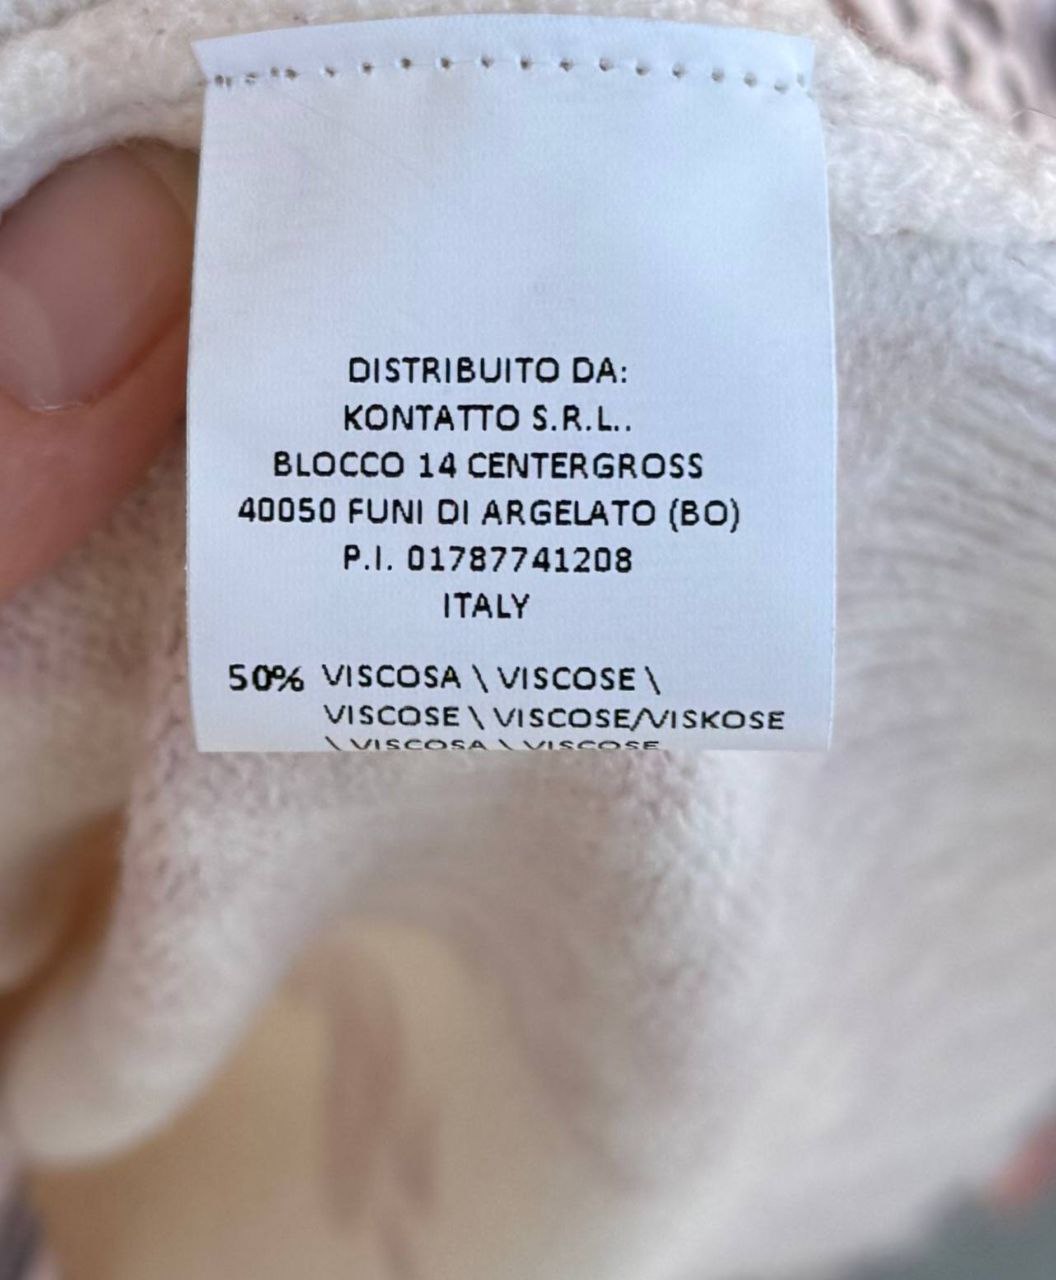 DISTRIBUITO DA:
KONTATTO S.R.L..
BLOCCO 14 CENTERGROSS
40050 FUNI DI ARGELATO (BO)
P.I. 01787741208
ITALY
50% VISCOSA \ VISCOSE \
VISCOSE \ VISCOSE/VISKOSE
\ VISCOSA \ VISCOSE